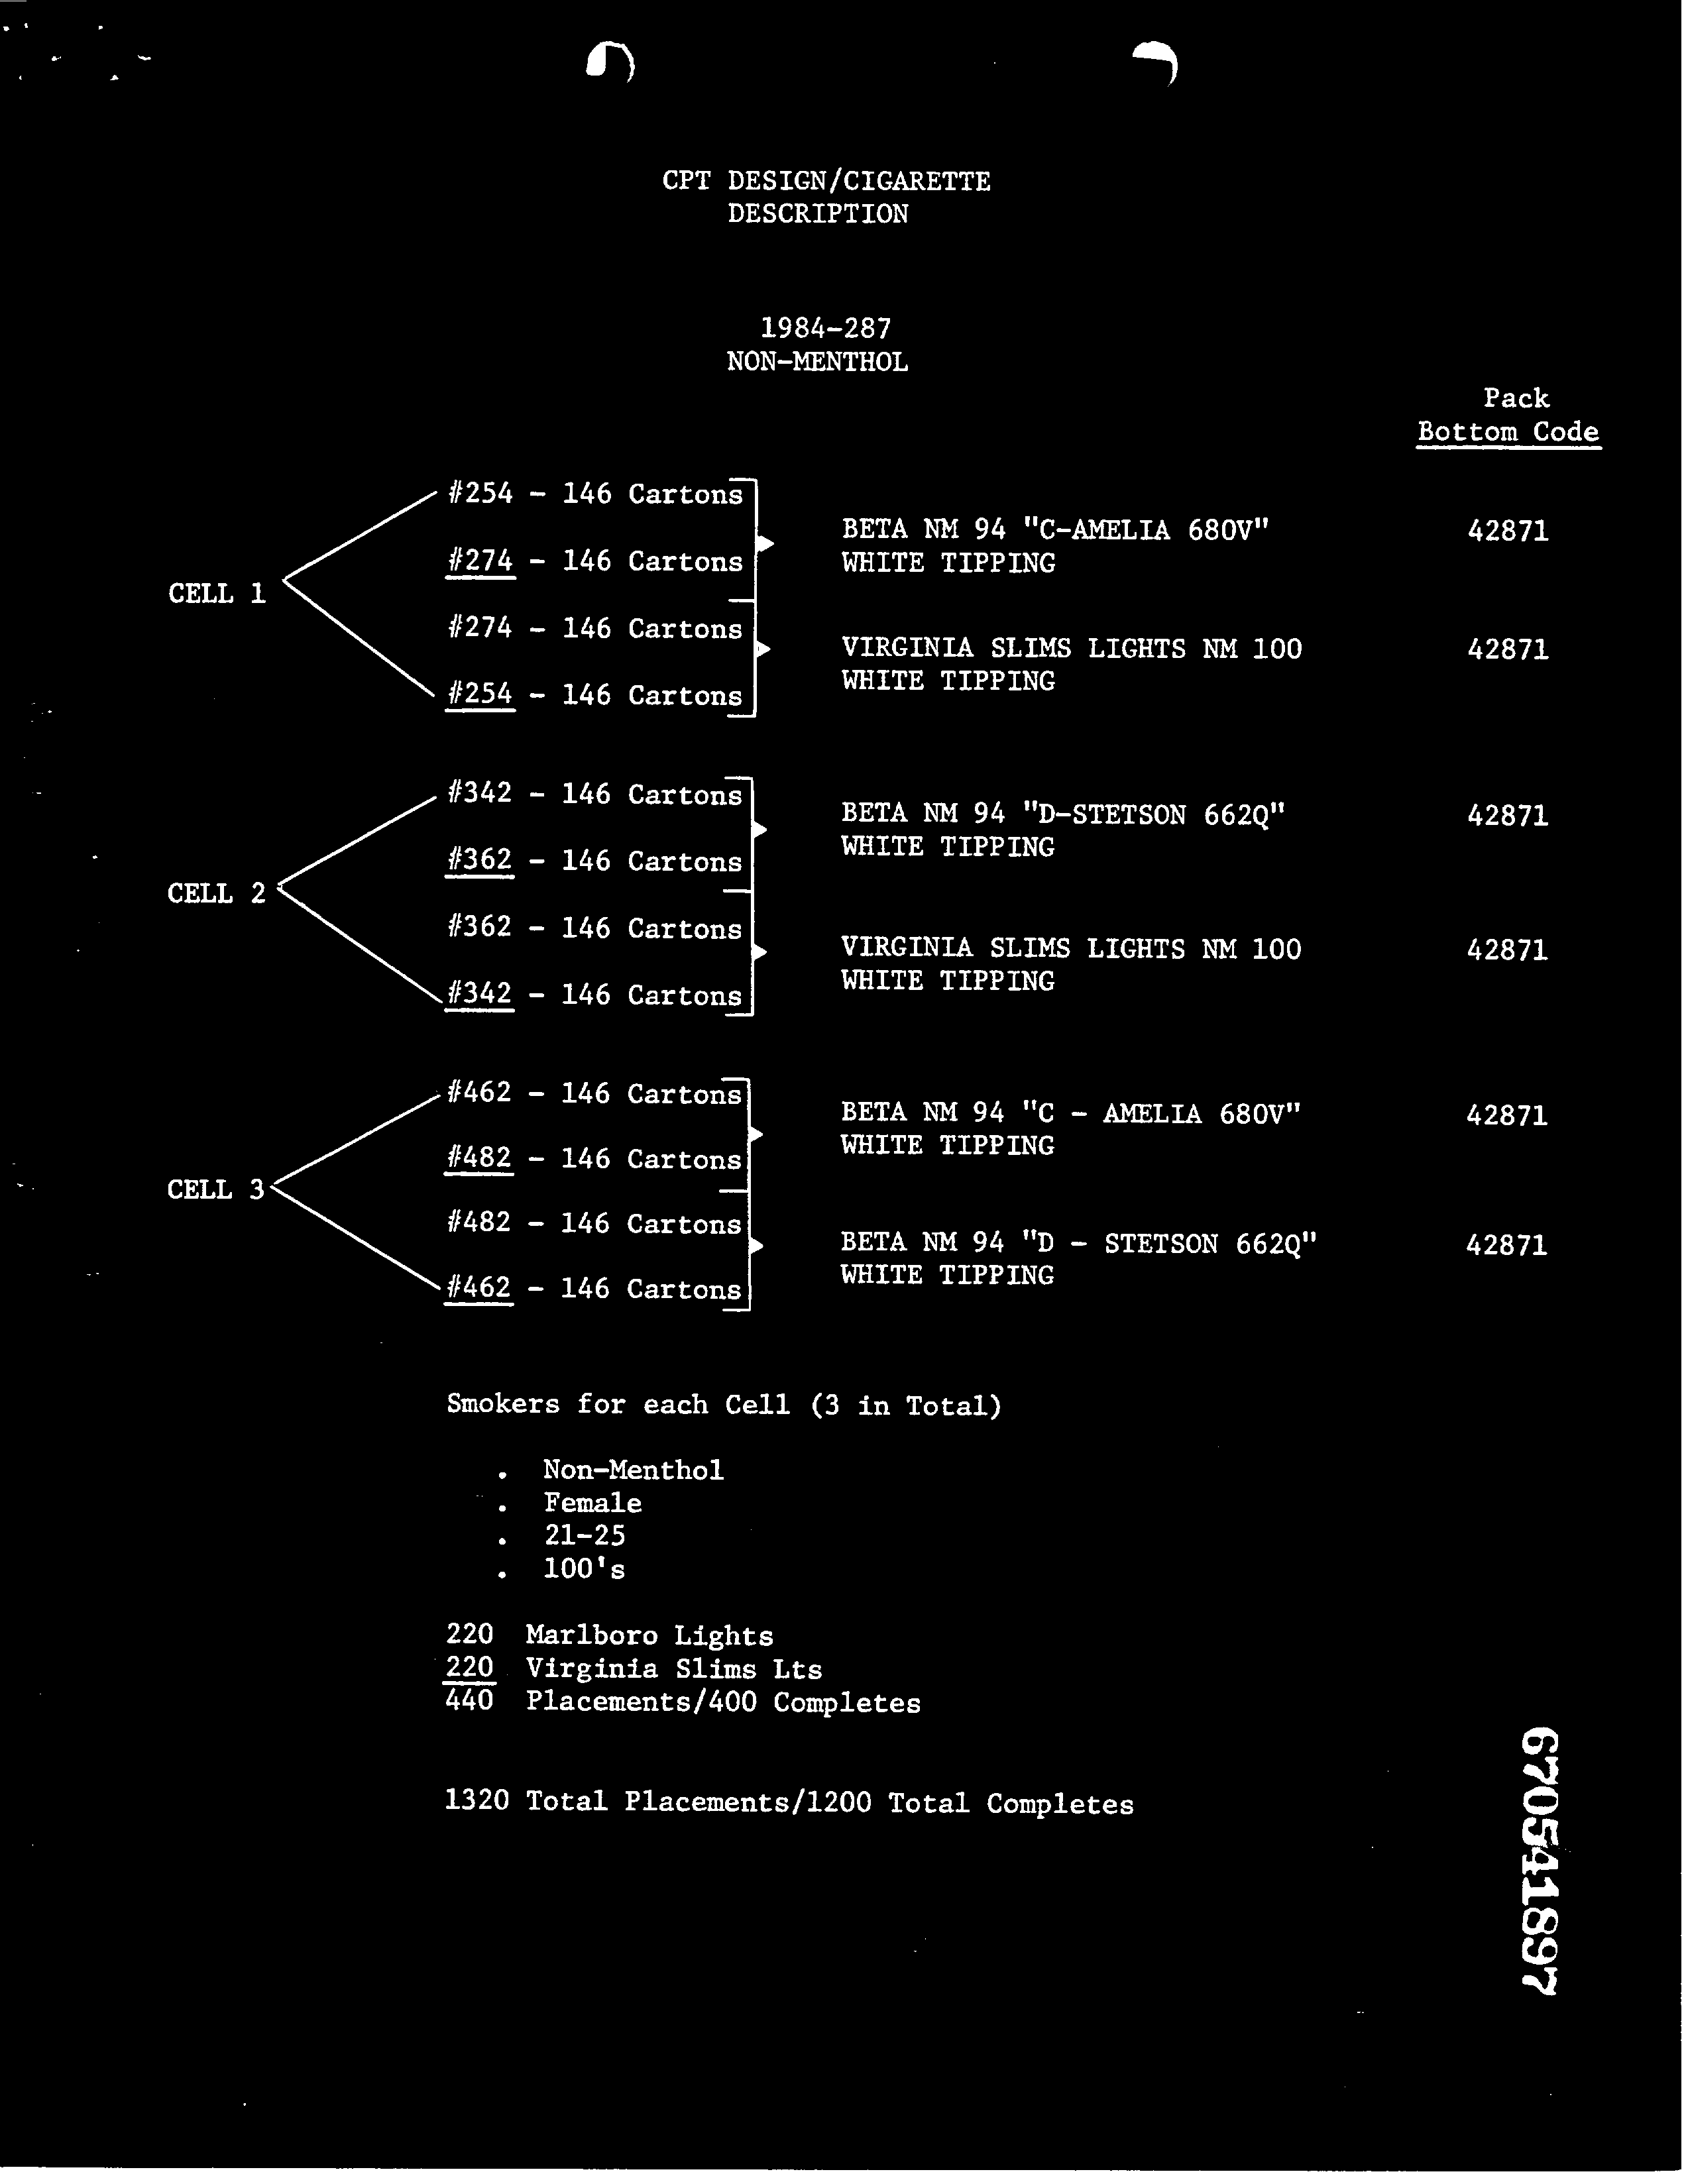 CPT DESIGN/CIGARETTE
DESCRIPTION
1984-287
NON-MENTHOL
Pack
Bottom Code
CELL 1
#254 - 146 Cartons
#274 - 146 Cartons
BETA NM 94 "C-AMELIA 680V" 42871
WHITE TIPPING
#274 - 146 Cartons
#254 - 146 Cartons
VIRGINIA SLIMS LIGHTS NM 100 42871
WHITE TIPPING
CELL 2
#342 - 146 Cartons
#362 - 146 Cartons
BETA NM 94 "D-STETSON 662Q" 42871
WHITE TIPPING
#362 - 146 Cartons
#342 - 146 Cartons
VIRGINIA SLIMS LIGHTS NM 100 42871
WHITE TIPPING
CELL 3
#462 - 146 Cartons
#482 - 146 Cartons
BETA NM 94 "C - AMELIA 680V" 42871
WHITE TIPPING
#482 - 146 Cartons
#462 - 146 Cartons
BETA NM 94 "D - STETSON 662Q" 42871
WHITE TIPPING
Smokers for each Cell (3 in Total)
. Non-Menthol
. Female
. 21-25
. 100's
220 Marlboro Lights
220 Virginia Slims Lts
440 Placements/400 Completes
1320 Total Placements/1200 Total Completes
670541897